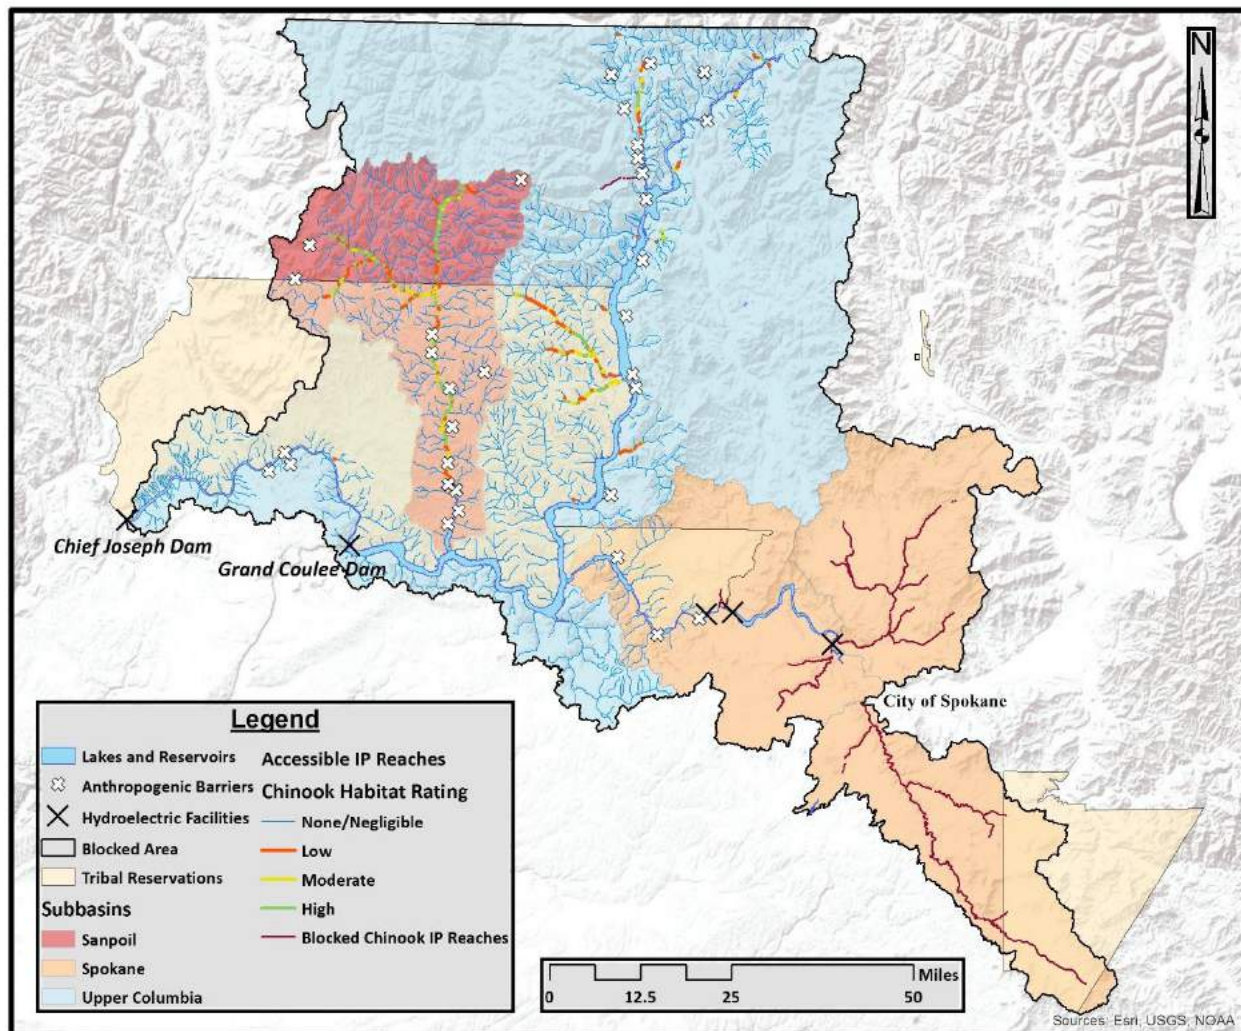 N
Chief Joseph Dam
Grand Coulee Dam
City of Spokane
Legend
Lakes and Reservoirs
Anthropogenic Barriers
Hydroelectric Facilities
Blocked Area
Tribal Reservations
Subbasins
Sanpoil
Spokane
Upper Columbia
Accessible IP Reaches
Chinook Habitat Rating
None/Negligible
Low
Moderate
High
Blocked Chinook IP Reaches
Miles
0 12.5 25 50
Sources: Esri, USGS, NOAA